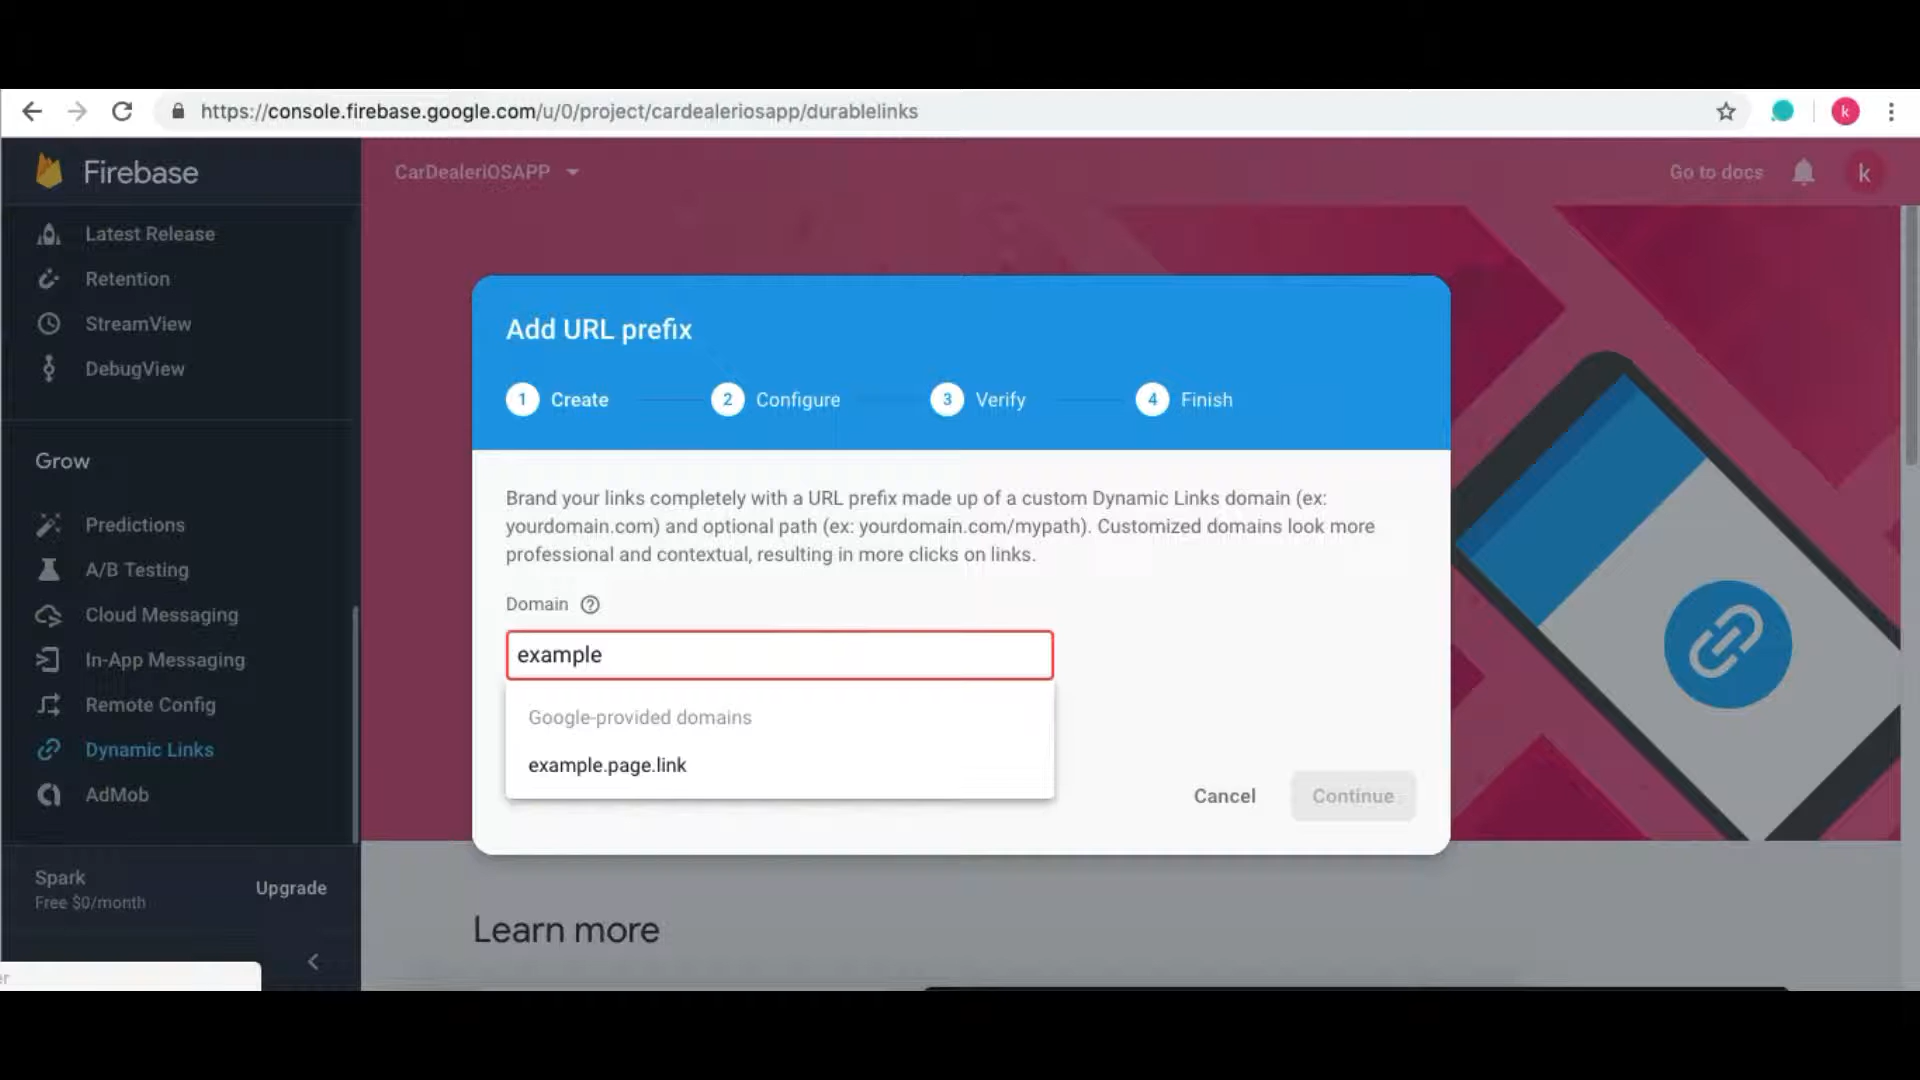 https://console.firebase.google.com/u/0/project/cardealeriosapp/durablelinks
k
Firebase
CarDealerIOSAPP
Go to docs
k
Latest Release
Retention
StreamView
DebugView
Grow
Predictions
A/B Testing
Cloud Messaging
In-App Messaging
Remote Config
Dynamic Links
AdMob
Spark
Free $0/month
Upgrade
er
Add URL prefix
1 Create
2 Configure
3 Verify
4 Finish
Brand your links completely with a URL prefix made up of a custom Dynamic Links domain (ex:
yourdomain.com) and optional path (ex: yourdomain.com/mypath). Customized domains look more
professional and contextual, resulting in more clicks on links.
Domain ?
example
Google-provided domains
example.page.link
Cancel
Continue
Learn more